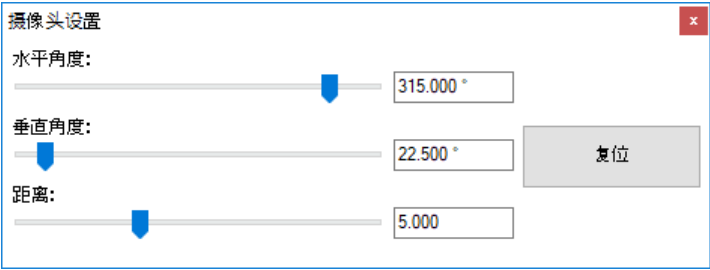 摄像头设置
x
水平角度:
315.000 °
垂直角度:
22.500 °
复位
距离:
5.000